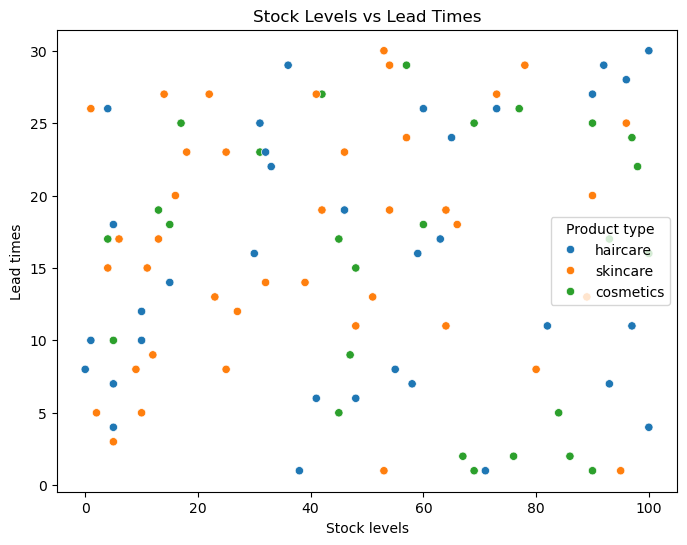 Stock Levels vs Lead Times
30
25
20
15
10
5
0
Lead times
Product type
haircare
skincare
cosmetics
0
20
40
60
80
100
Stock levels